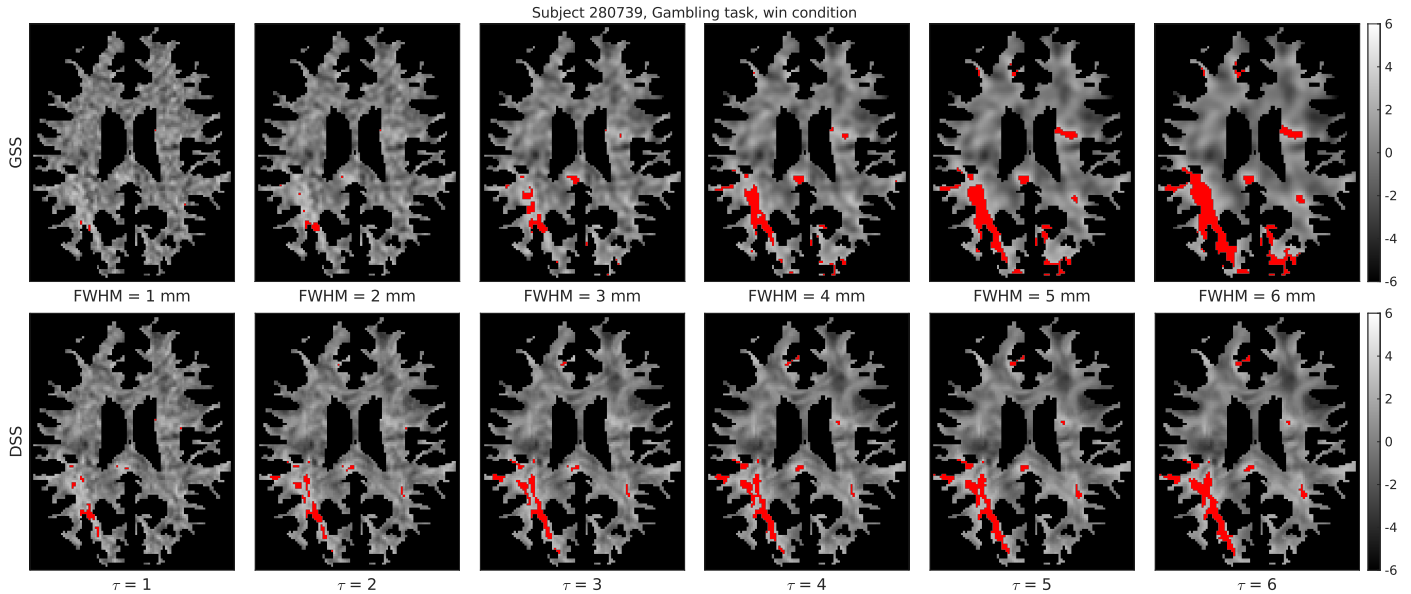 Subject 280739, Gambling task, win condition
GSS
6
4
2
0
-2
-4
-6
FWHM = 1 mm FWHM = 2 mm FWHM = 3 mm FWHM = 4 mm FWHM = 5 mm FWHM = 6 mm
DSS
6
4
2
0
-2
-4
-6
τ = 1 τ = 2 τ = 3 τ = 4 τ = 5 τ = 6